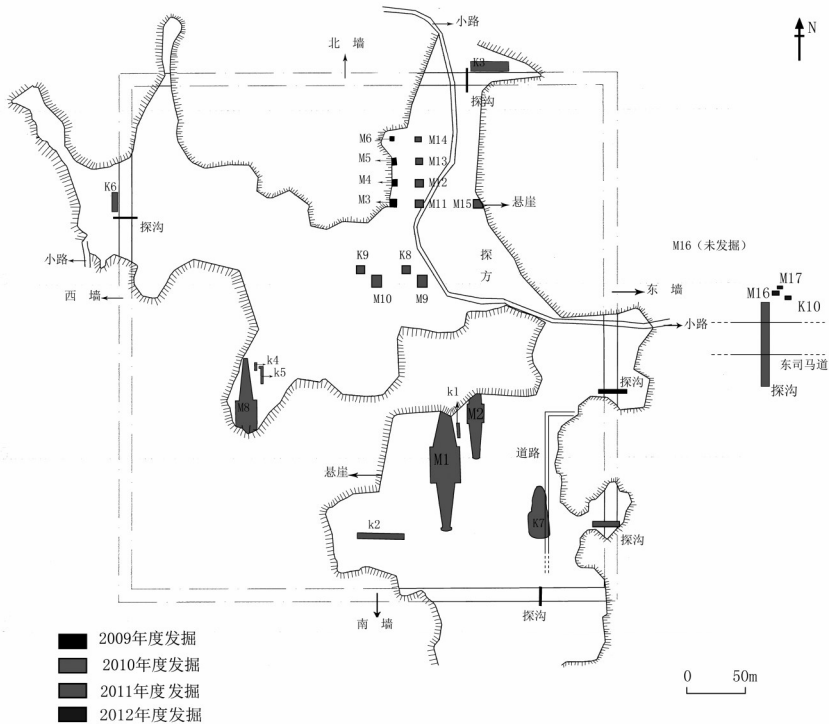 小路
N
北 墙
K3
探沟
M6
M14
M5
M13
M4
M12
M3
M11
M15
悬崖
K6
探沟
探方
M16（未发掘）
小路
K9
K8
M10
M9
西 墙
东 墙
M17
M16
K10
小路
东司马道
探沟
k4
k5
M8
探沟
k1
M2
M1
道路
悬崖
K7
k2
探沟
南 墙
探沟
2009年度发掘
2010年度发掘
2011年度发掘
2012年度发掘
0 50m